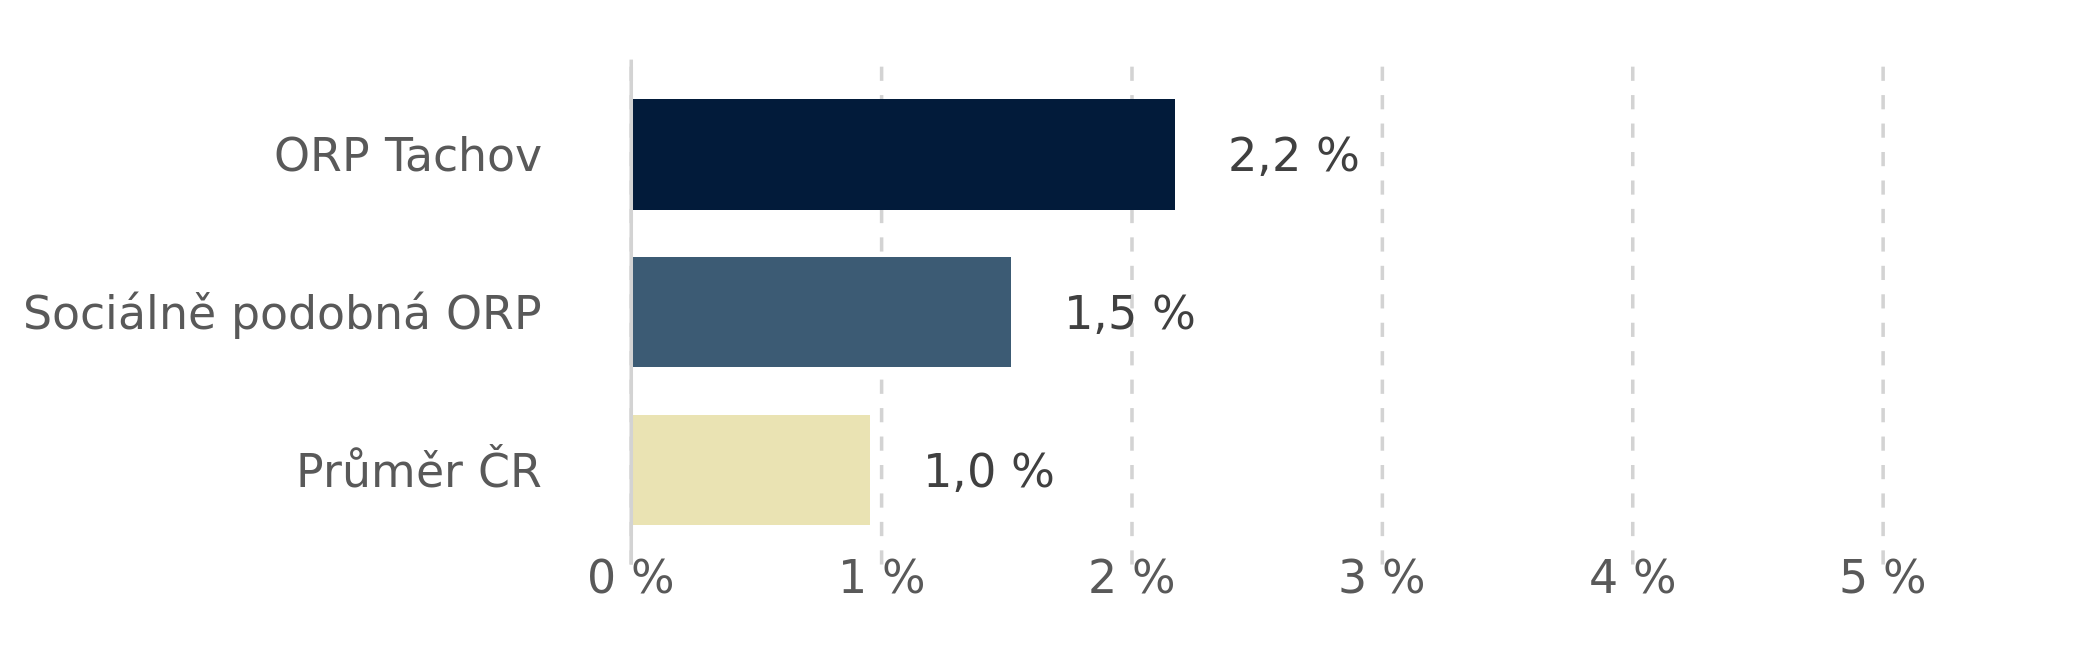 ORP Tachov 2,2 %
Sociálně podobná ORP 1,5 %
Průměr ČR 1,0 %
0 % 1 % 2 % 3 % 4 % 5 %